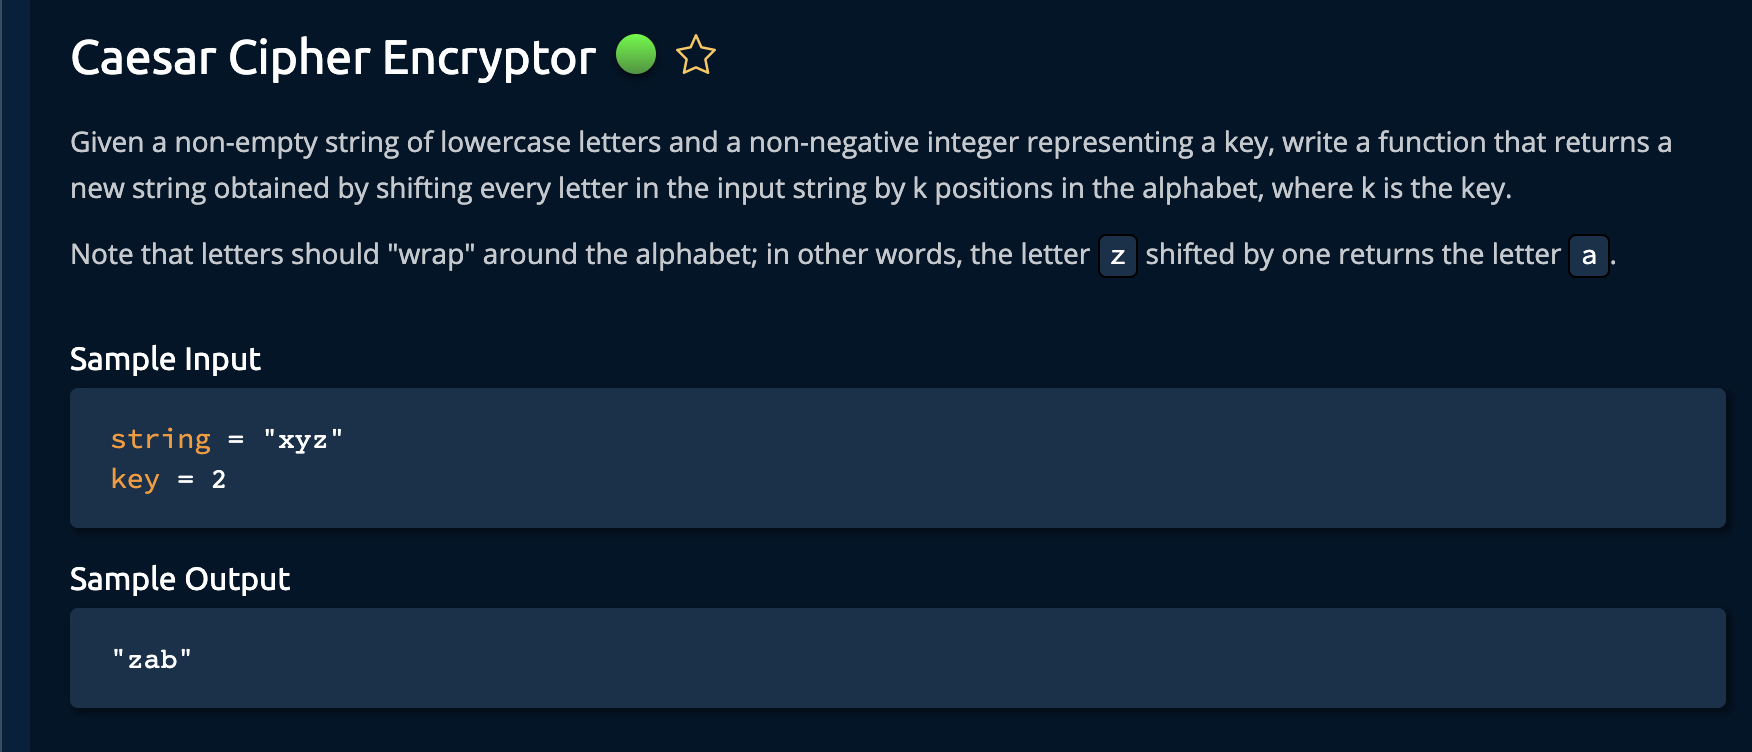 Caesar Cipher Encryptor
Given a non-empty string of lowercase letters and a non-negative integer representing a key, write a function that returns a
new string obtained by shifting every letter in the input string by k positions in the alphabet, where k is the key.
Note that letters should "wrap" around the alphabet; in other words, the letter z shifted by one returns the letter a.
Sample Input
string = "xyz"
key = 2
Sample Output
"zab"